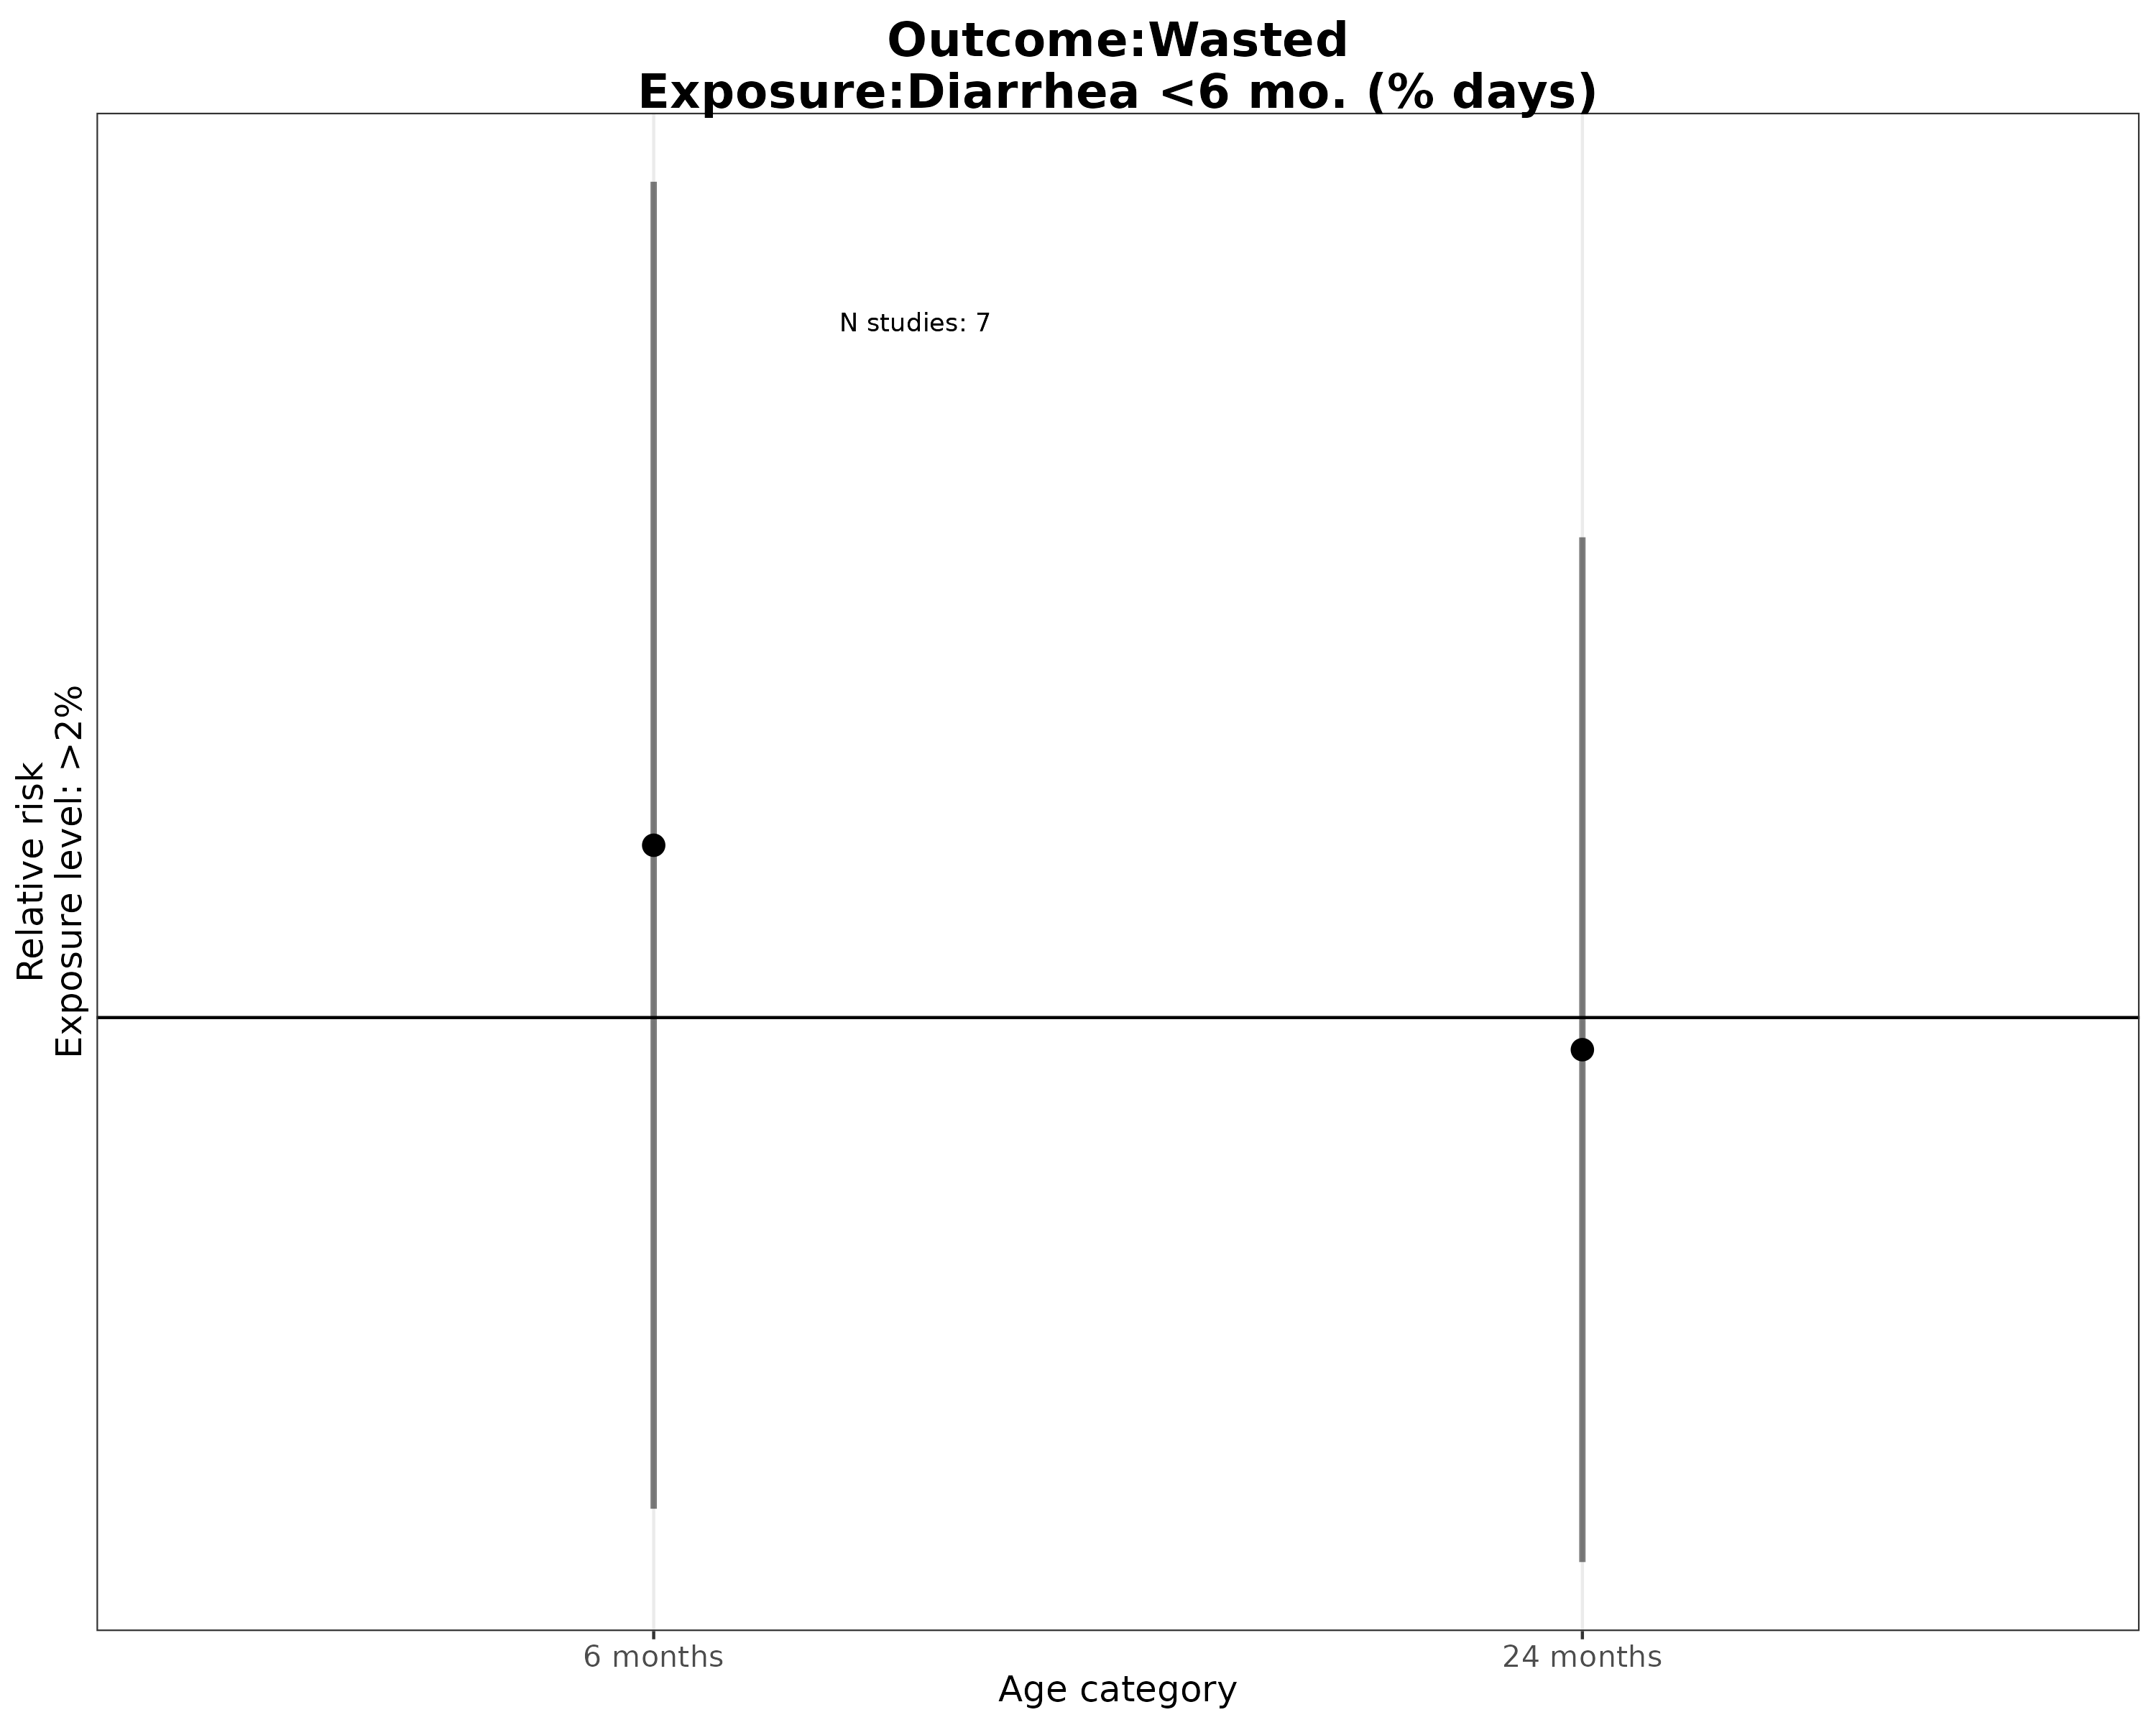 Outcome:Wasted
Exposure:Diarrhea <6 mo. (% days)
N studies: 7
Relative risk
Exposure level: >2%
6 months
24 months
Age category